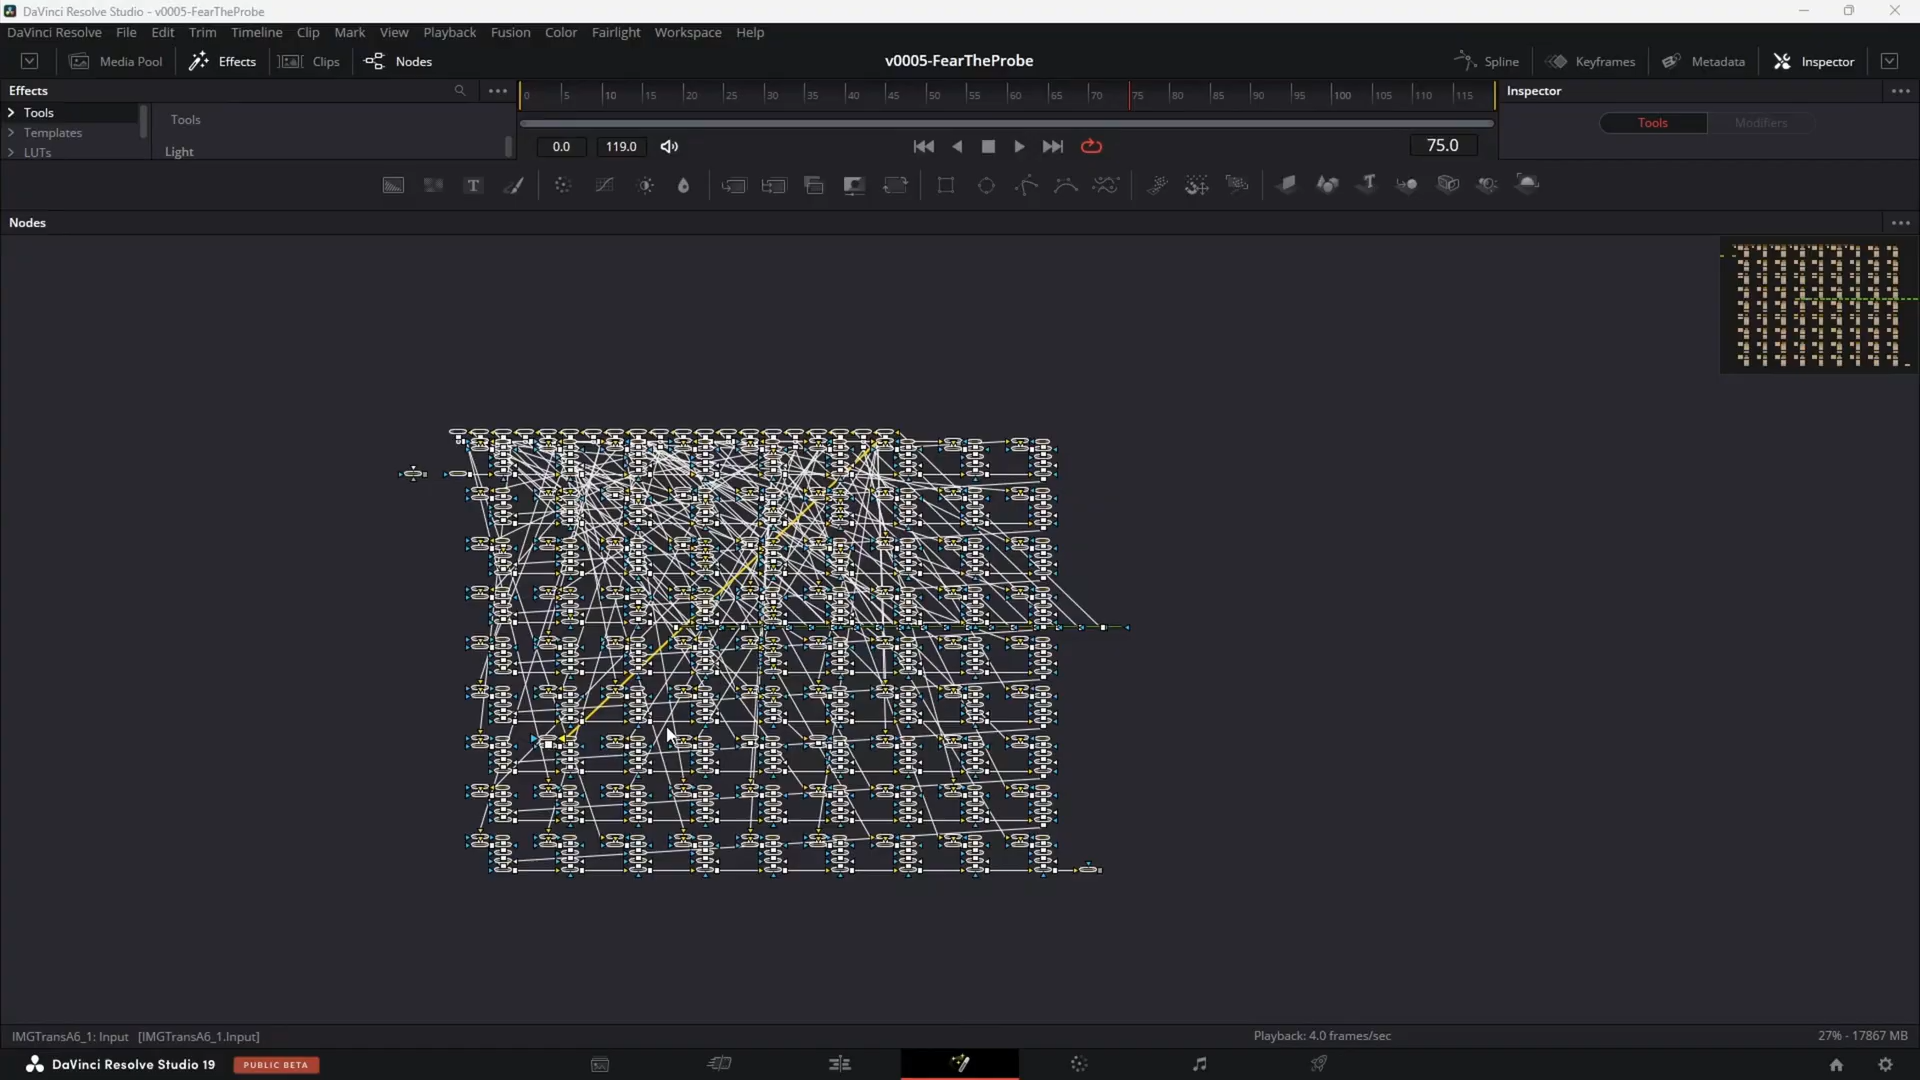 DaVinci Resolve Studio - v0005-FearTheProbe
DaVinci Resolve File Edit Trim Timeline Clip Mark View Playback Fusion Color Fairlight Workspace Help
Media Pool Effects Clips Nodes v0005-FearTheProbe Spline Keyframes Metadata Inspector
Effects
Tools
Templates
LUTs
Tools
Light
0 5 10 15 20 25 30 35 40 45 50 55 60 65 70 75 80 85 90 95 100 105 110 115
0.0 119.0 75.0
Inspector
Tools Modifiers
T
Nodes
IMGTransA6_1: Input [IMGTransA6_1.Input] Playback: 4.0 frames/sec 27% - 17867 MB
DaVinci Resolve Studio 19 PUBLIC BETA